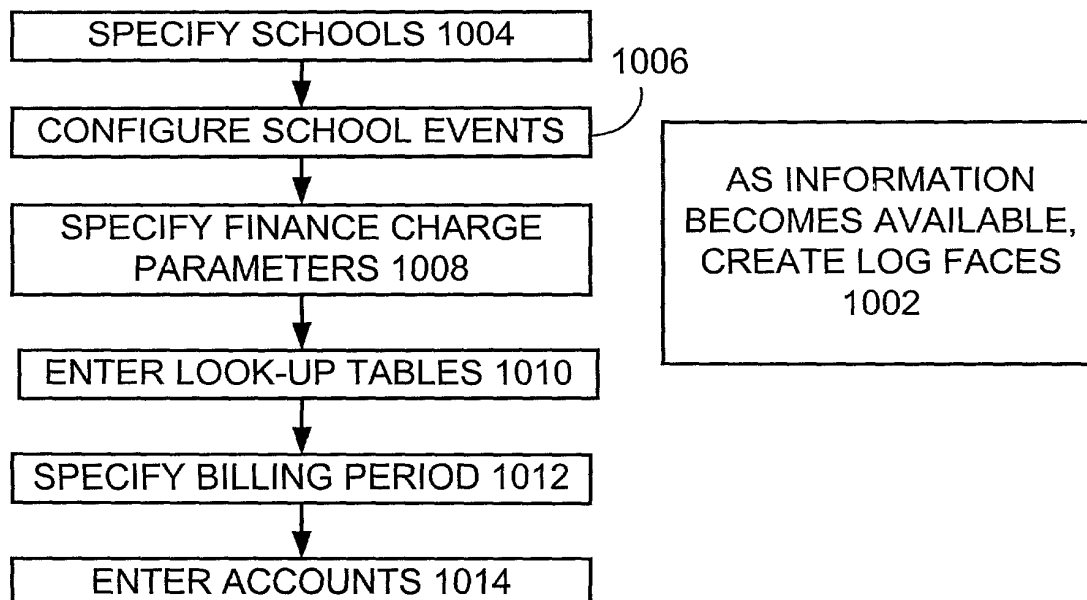 SPECIFY SCHOOLS 1004
1006
CONFIGURE SCHOOL EVENTS
SPECIFY FINANCE CHARGE
PARAMETERS 1008
ENTER LOOK-UP TABLES 1010
SPECIFY BILLING PERIOD 1012
ENTER ACCOUNTS 1014
AS INFORMATION
BECOMES AVAILABLE,
CREATE LOG FACES
1002